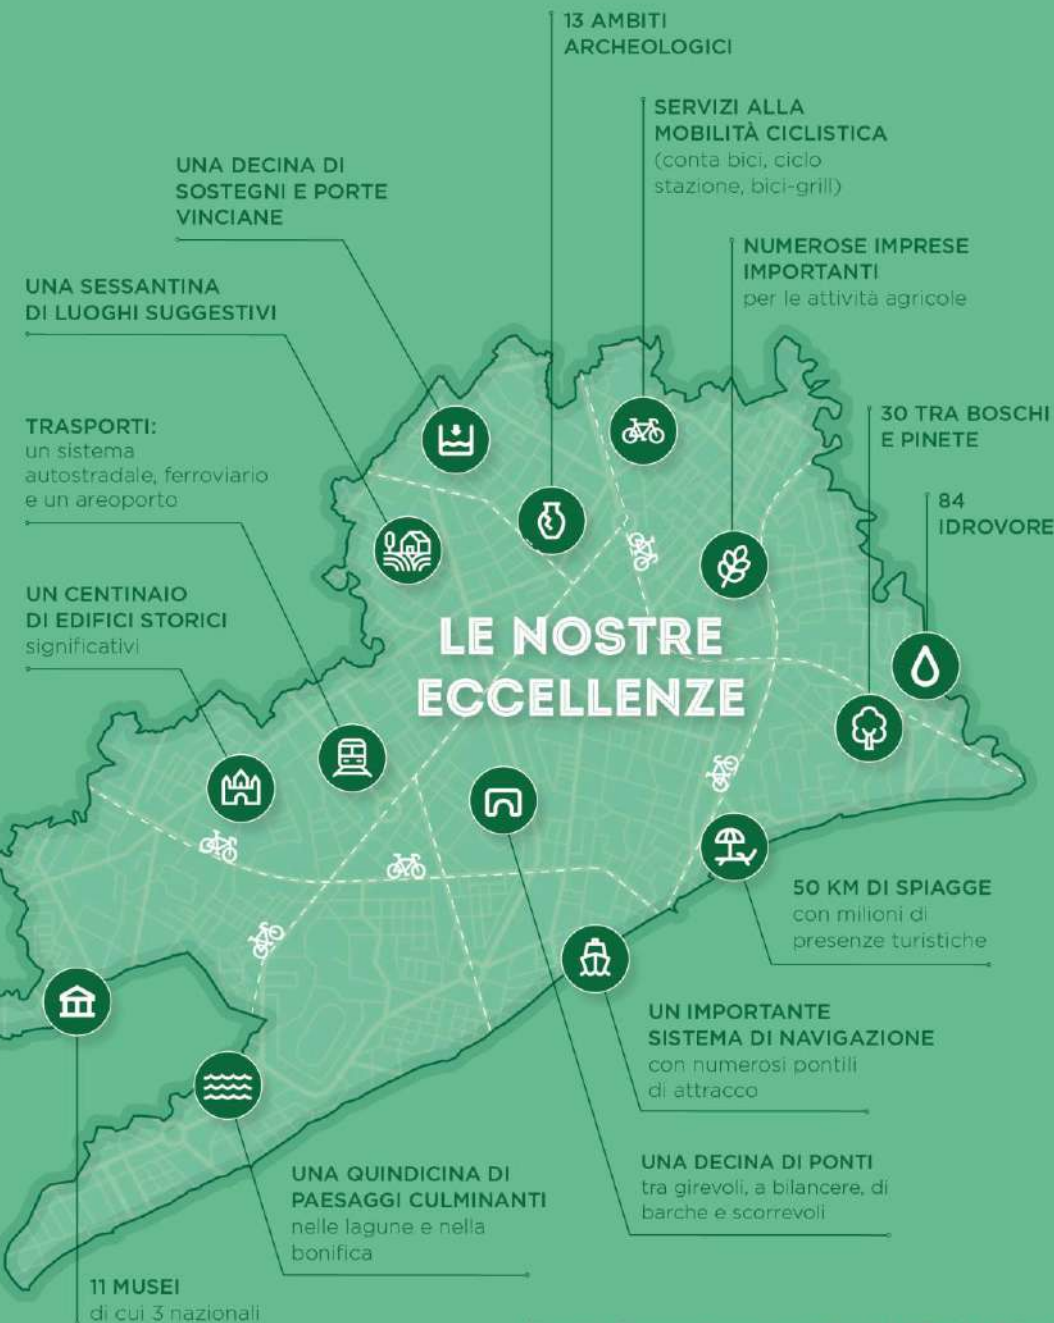 13 AMBITI
ARCHEOLOGICI
SERVIZI ALLA
MOBILITÀ CICLISTICA
(conta bici, ciclo
stazione, bici-grill)
UNA DECINA DI
SOSTEGNI E PORTE
VINCIANE
NUMEROSE IMPRESE
IMPORTANTI
per le attività agricole
UNA SESSANTINA
DI LUOGHI SUGGESTIVI
30 TRA BOSCHI
E PINETE
TRASPORTI:
un sistema
autostradale, ferroviario
e un areoporto
84
IDROVORE
UN CENTINAIO
DI EDIFICI STORICI
significativi
LE NOSTRE
ECCELLENZE
50 KM DI SPIAGGE
con milioni di
presenze turistiche
UN IMPORTANTE
SISTEMA DI NAVIGAZIONE
con numerosi pontili
di attracco
UNA DECINA DI PONTI
tra girevoli, a bilancere, di
barche e scorrevoli
UNA QUINDICINA DI
PAESAGGI CULMINANTI
nelle lagune e nella
bonifica
11 MUSEI
di cui 3 nazionali